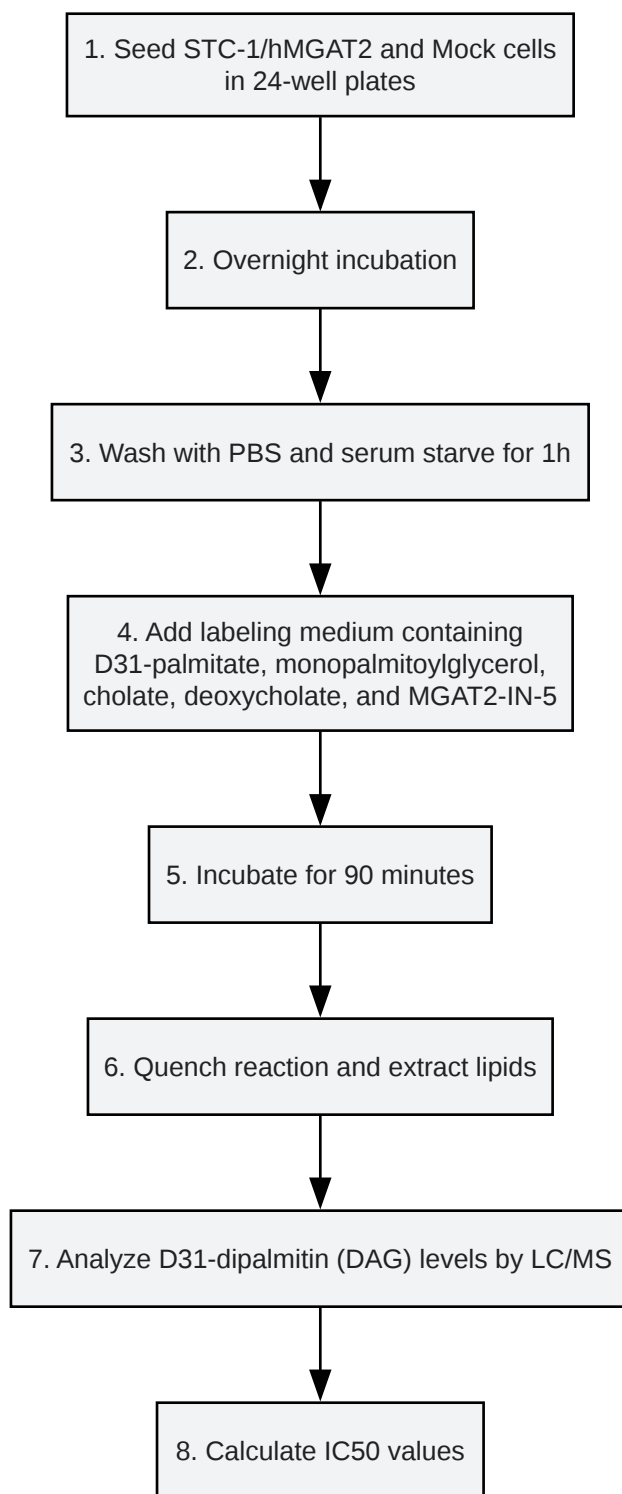 1. Seed STC-1/hMGAT2 and Mock cells
in 24-well plates
2. Overnight incubation
3. Wash with PBS and serum starve for 1h
4. Add labeling medium containing
D31-palmitate, monopalmitoylglycerol,
cholate, deoxycholate, and MGAT2-IN-5
5. Incubate for 90 minutes
6. Quench reaction and extract lipids
7. Analyze D31-dipalmitin (DAG) levels by LC/MS
8. Calculate IC50 values